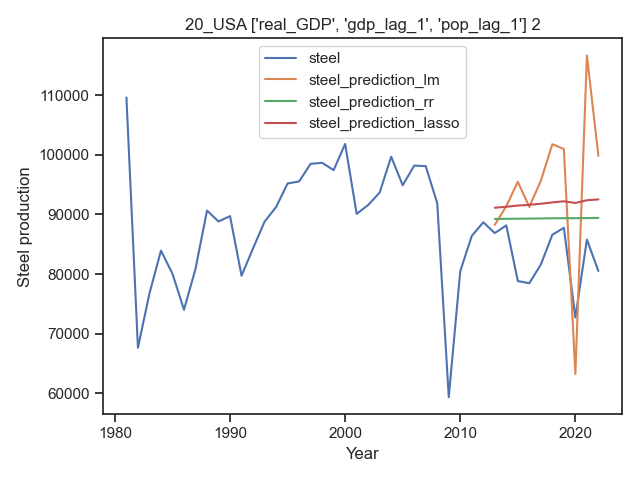 20_USA ['real_GDP', 'gdp_lag_1', 'pop_lag_1'] 2
steel
steel_prediction_lm
steel_prediction_rr
steel_prediction_lasso
Steel production
110000
100000
90000
80000
70000
60000
1980
1990
2000
2010
2020
Year